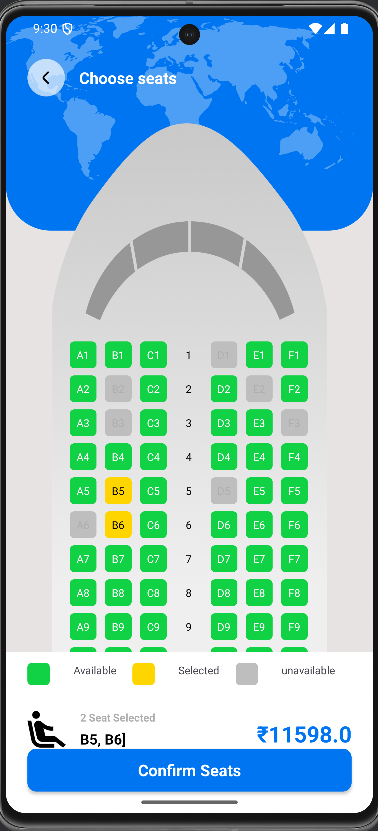 9:30
Choose seats
A1 B1 C1 1 D1 E1 F1
A2 B2 C2 2 D2 E2 F2
A3 B3 C3 3 D3 E3 F3
A4 B4 C4 4 D4 E4 F4
A5 B5 C5 5 D5 E5 F5
A6 B6 C6 6 D6 E6 F6
A7 B7 C7 7 D7 E7 F7
A8 B8 C8 8 D8 E8 F8
A9 B9 C9 9 D9 E9 F9
Available Selected unavailable
2 Seat Selected
B5, B6] ₹11598.0
Confirm Seats